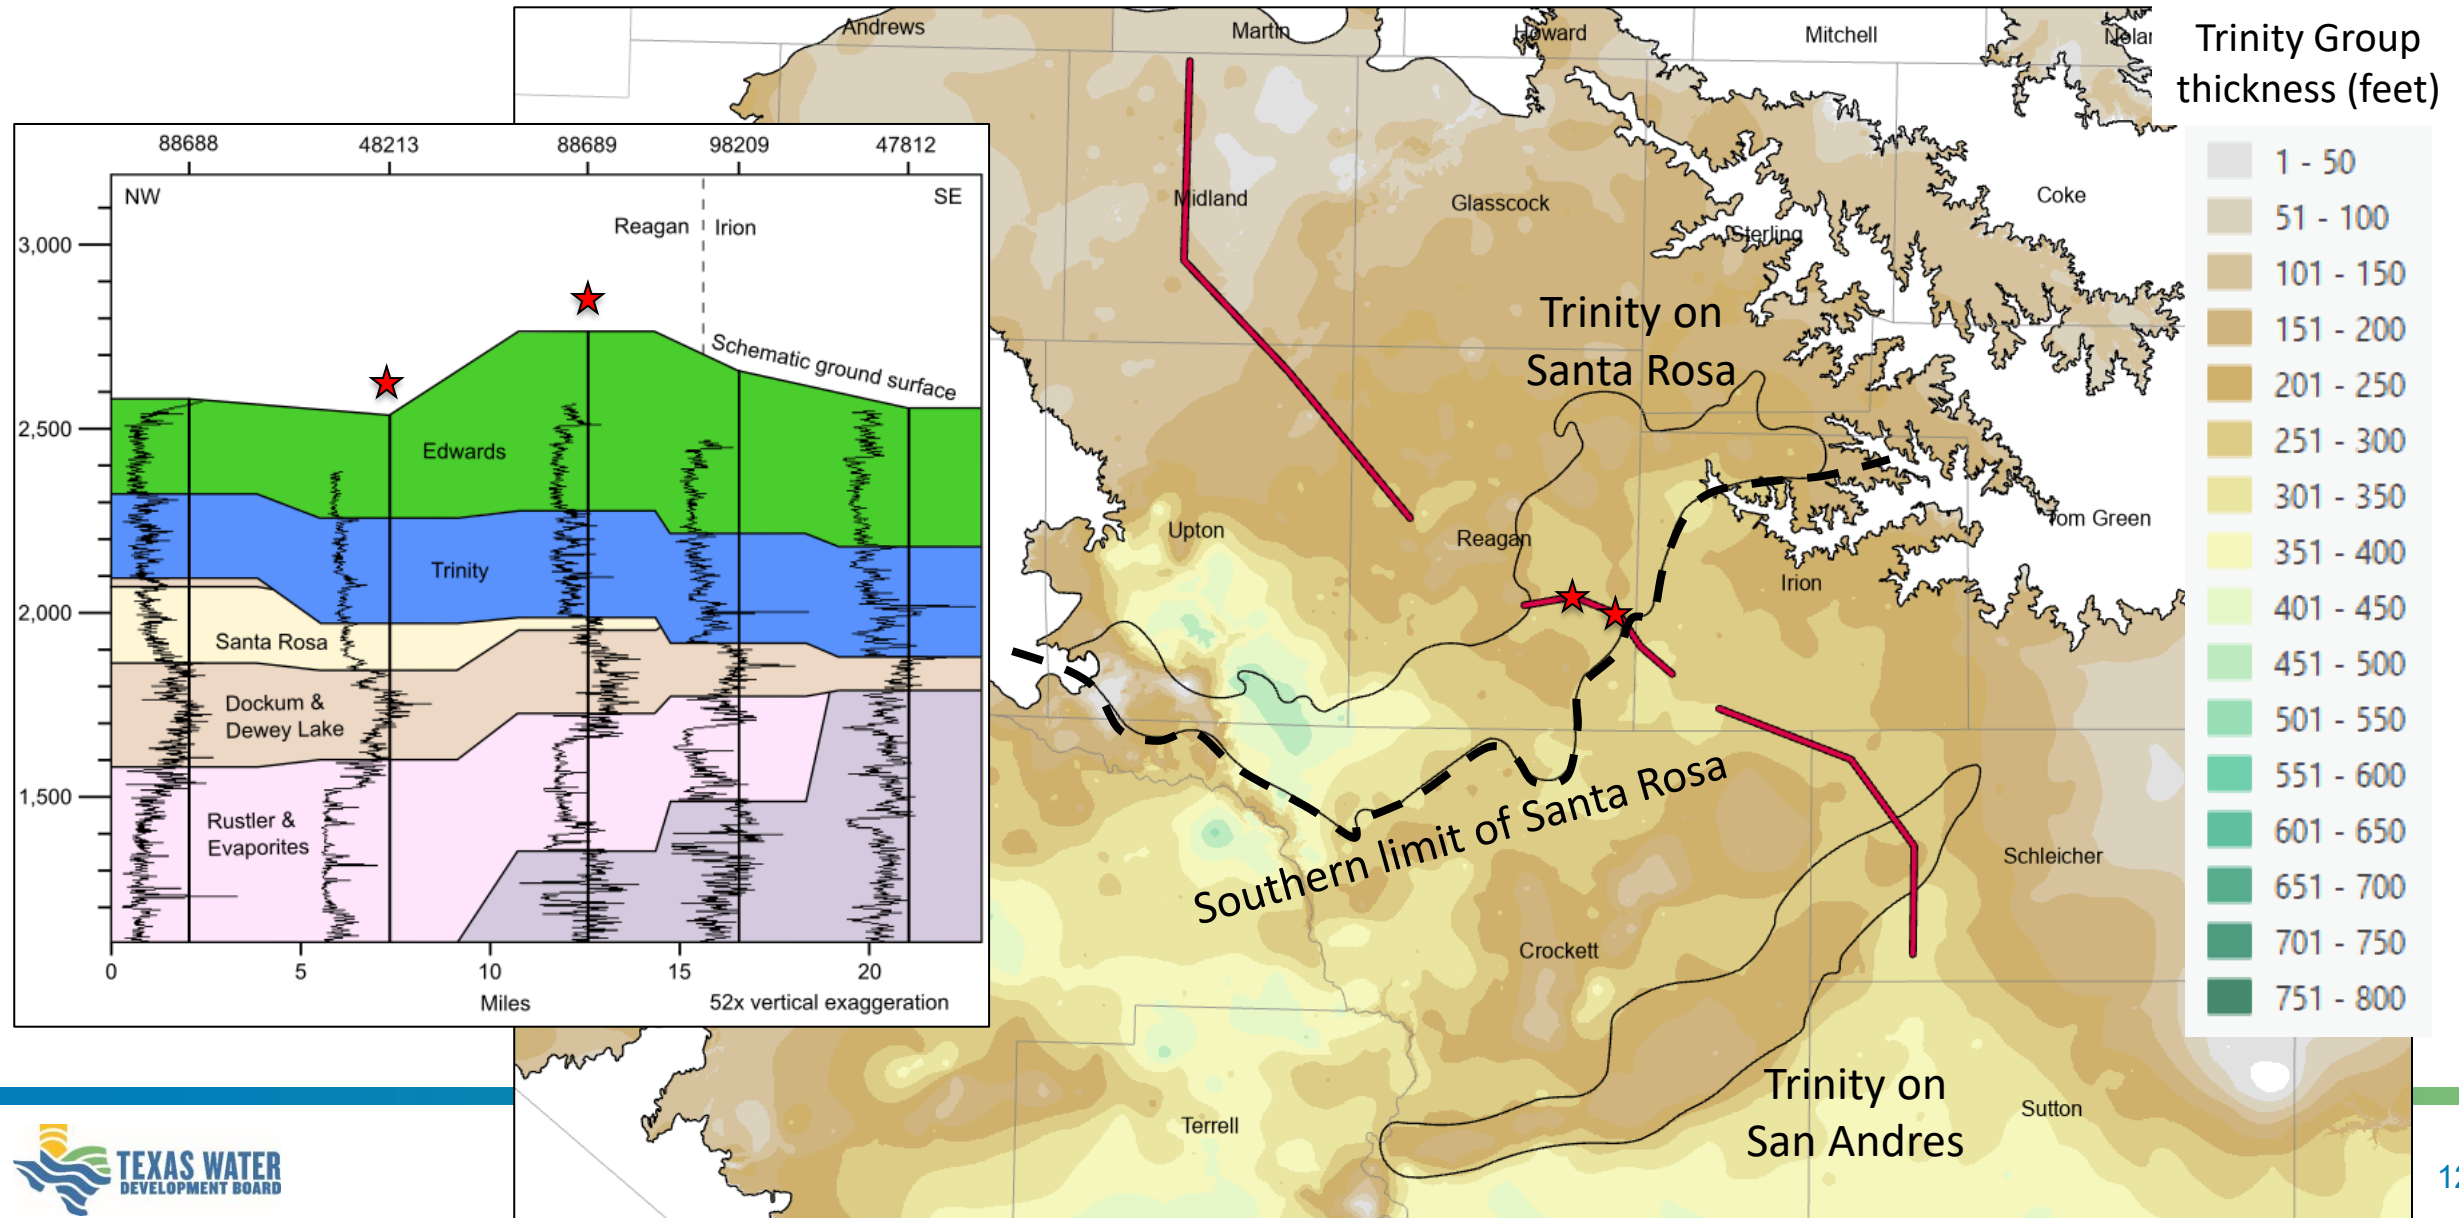 Andrews
Martin
Howard
Mitchell
Nolan
Trinity Group
thickness (feet)
1 - 50
51 - 100
101 - 150
151 - 200
201 - 250
251 - 300
301 - 350
351 - 400
401 - 450
451 - 500
501 - 550
551 - 600
601 - 650
651 - 700
701 - 750
751 - 800
88688
48213
88689
98209
47812
NW
SE
Reagan
Irion
3,000
2,500
2,000
1,500
Schematic ground surface
Edwards
Trinity
Santa Rosa
Dockum &
Dewey Lake
Rustler &
Evaporites
0
5
10
15
20
Miles
52x vertical exaggeration
Midland
Glasscock
Sterling
Coke
Trinity on
Santa Rosa
Upton
Reagan
Tom Green
Irion
Southern limit of Santa Rosa
Schleicher
Crockett
Trinity on
San Andres
Terrell
Sutton
TEXAS WATER
DEVELOPMENT BOARD